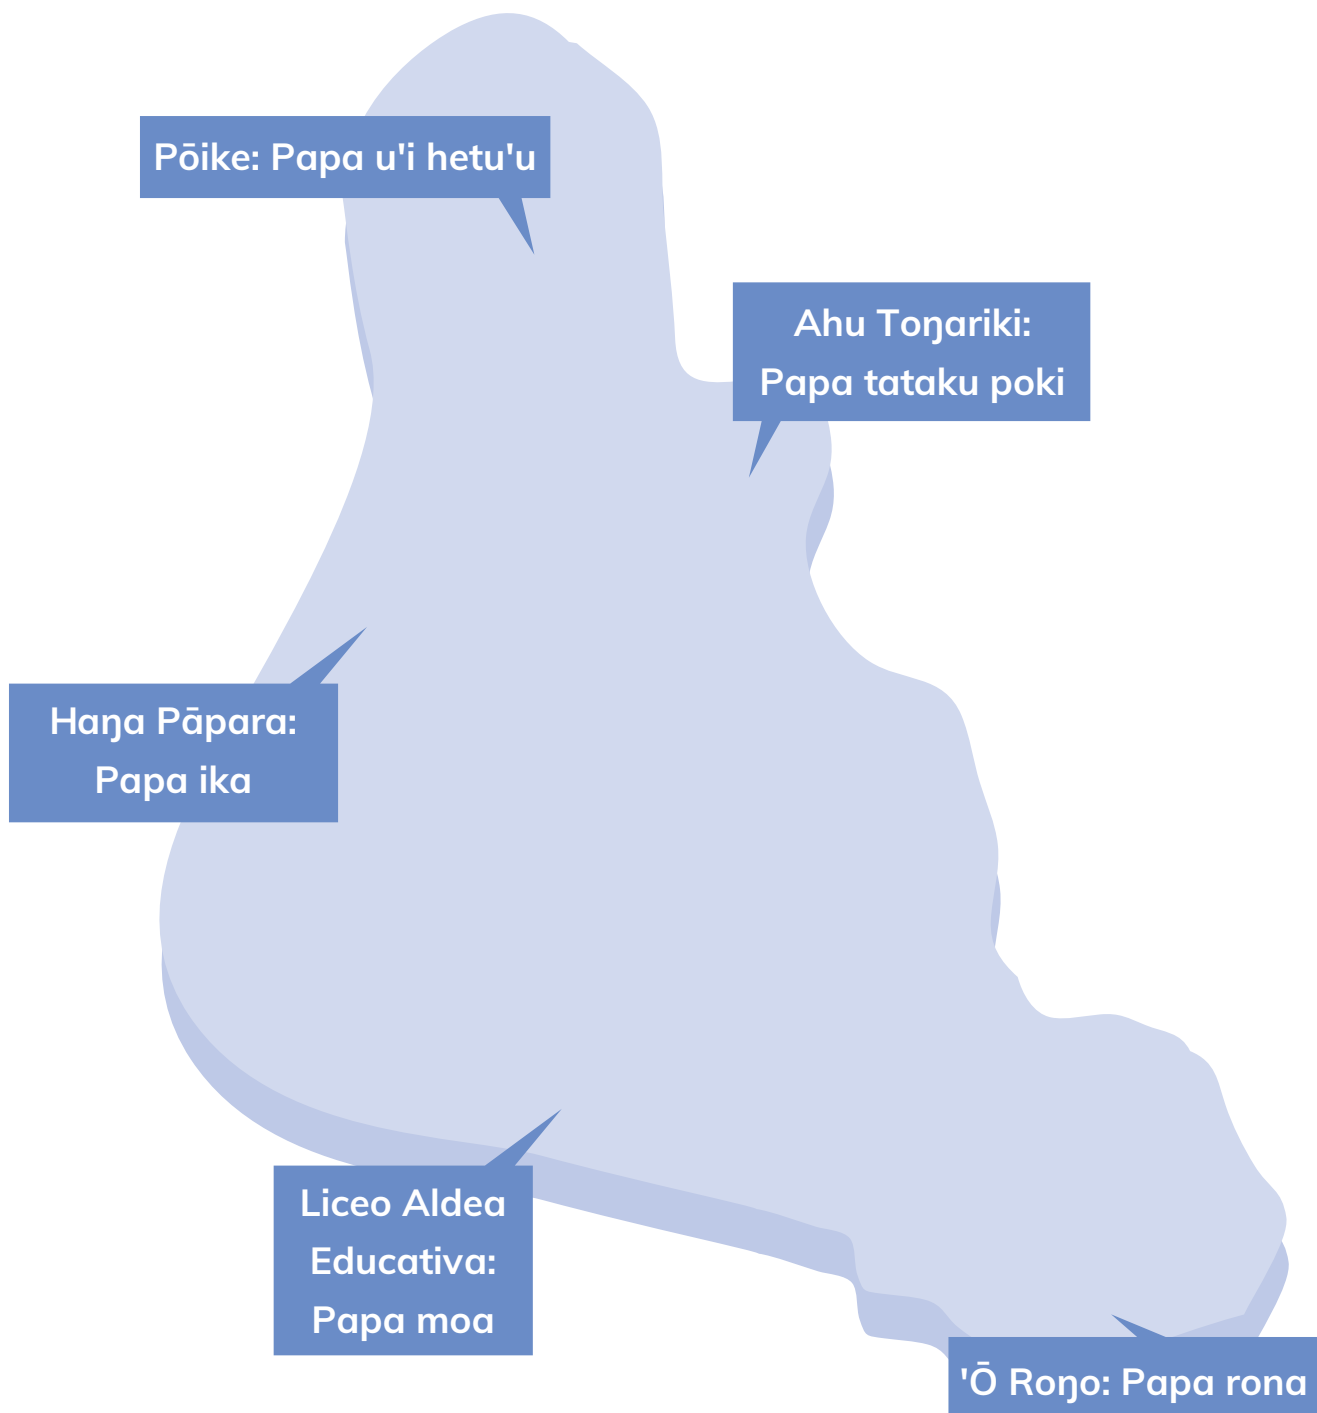 Pōike: Papa u'i hetu'u
Ahu Toŋariki:
Papa tataku poki
Haŋa Pāpara:
Papa ika
Liceo Aldea
Educativa:
Papa moa
'Ō Roŋo: Papa rona